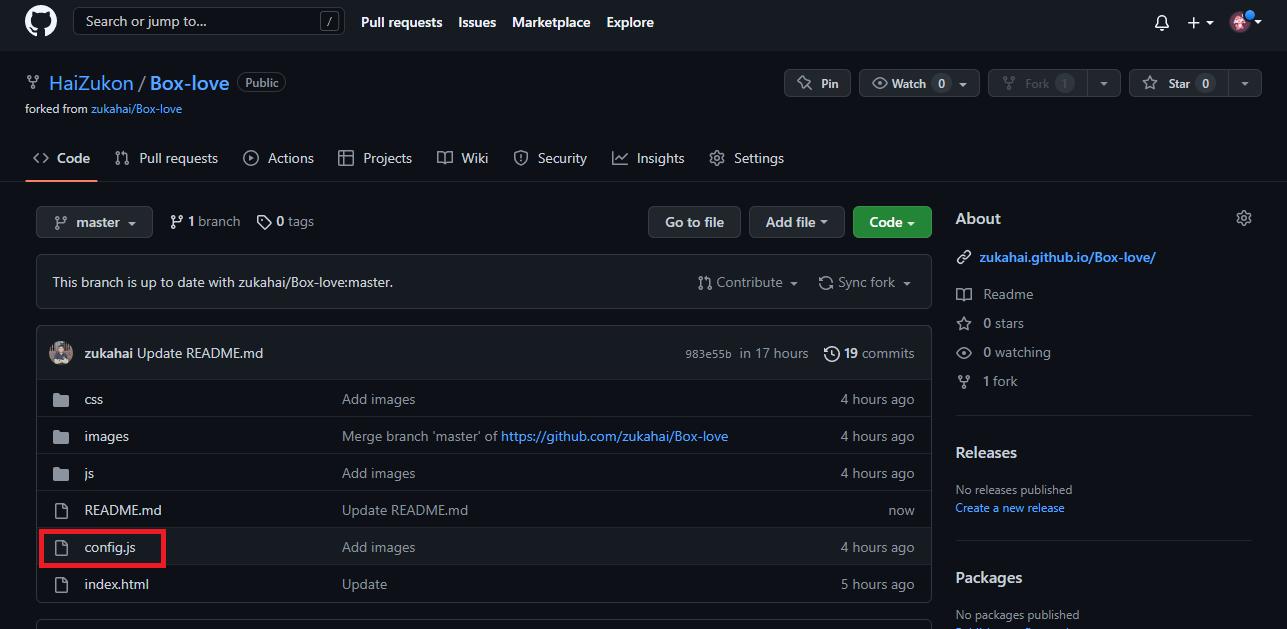 Search or jump to... /
Pull requests Issues Marketplace Explore
HaiZukon / Box-love Public
Pin Watch 0 Fork 1 Star 0
forked from zukahai/Box-love
Code Pull requests Actions Projects Wiki Security Insights Settings
master 1 branch 0 tags Go to file Add file Code
This branch is up to date with zukahai/Box-love:master. Contribute Sync fork
zukahai Update README.md 983e55b in 17 hours 19 commits
css Add images 4 hours ago
images Merge branch 'master' of https://github.com/zukahai/Box-love 4 hours ago
js Add images 4 hours ago
README.md Update README.md now
config.js Add images 4 hours ago
index.html Update 5 hours ago
About
zukahai.github.io/Box-love/
Readme
0 stars
0 watching
1 fork
Releases
No releases published
Create a new release
Packages
No packages published